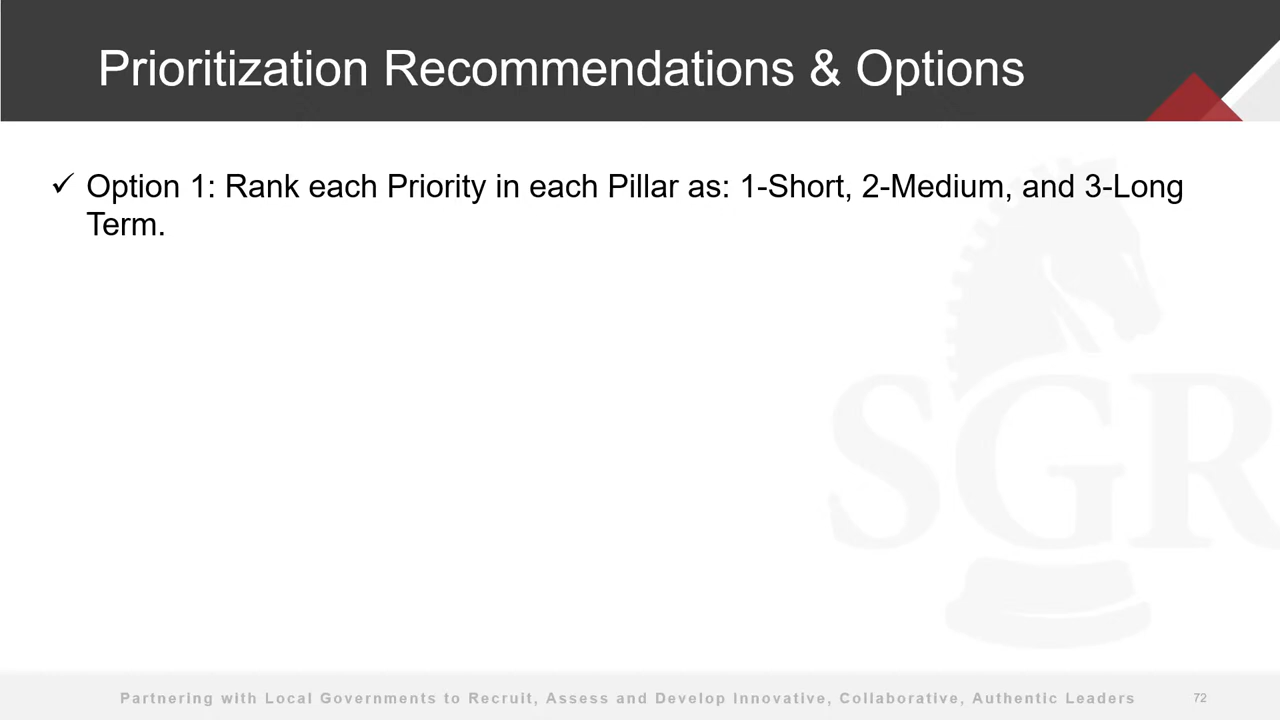 Prioritization Recommendations & Options
✓ Option 1: Rank each Priority in each Pillar as: 1-Short, 2-Medium, and 3-Long
Term.
SGR
Partnering with Local Governments to Recruit, Assess and Develop Innovative, Collaborative, Authentic Leaders
72